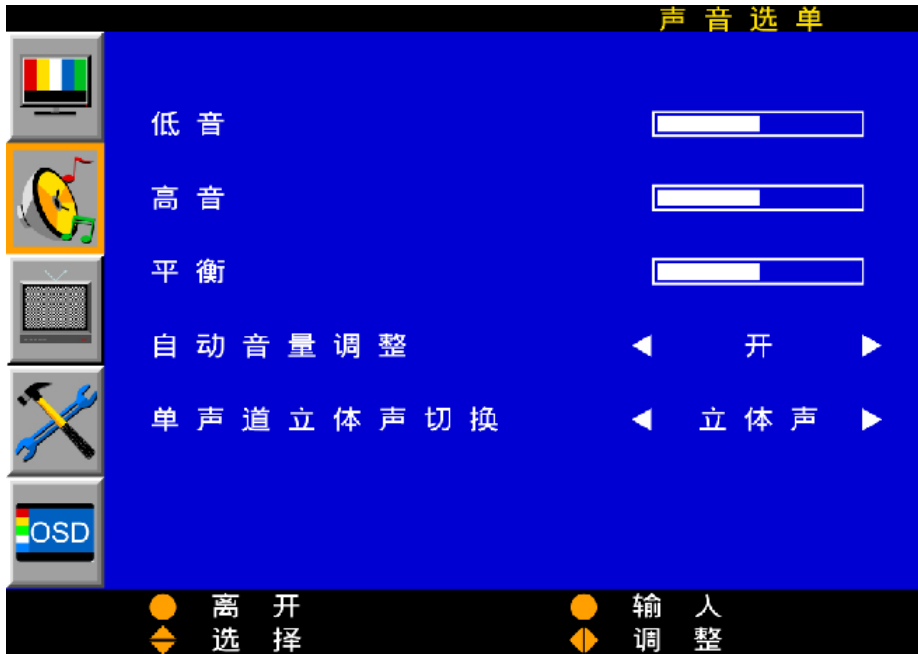 声音选单
低音
高音
平衡
自动音量调整 开
单声道立体声切换 立体声
OSD
离开 输入
选择 调整